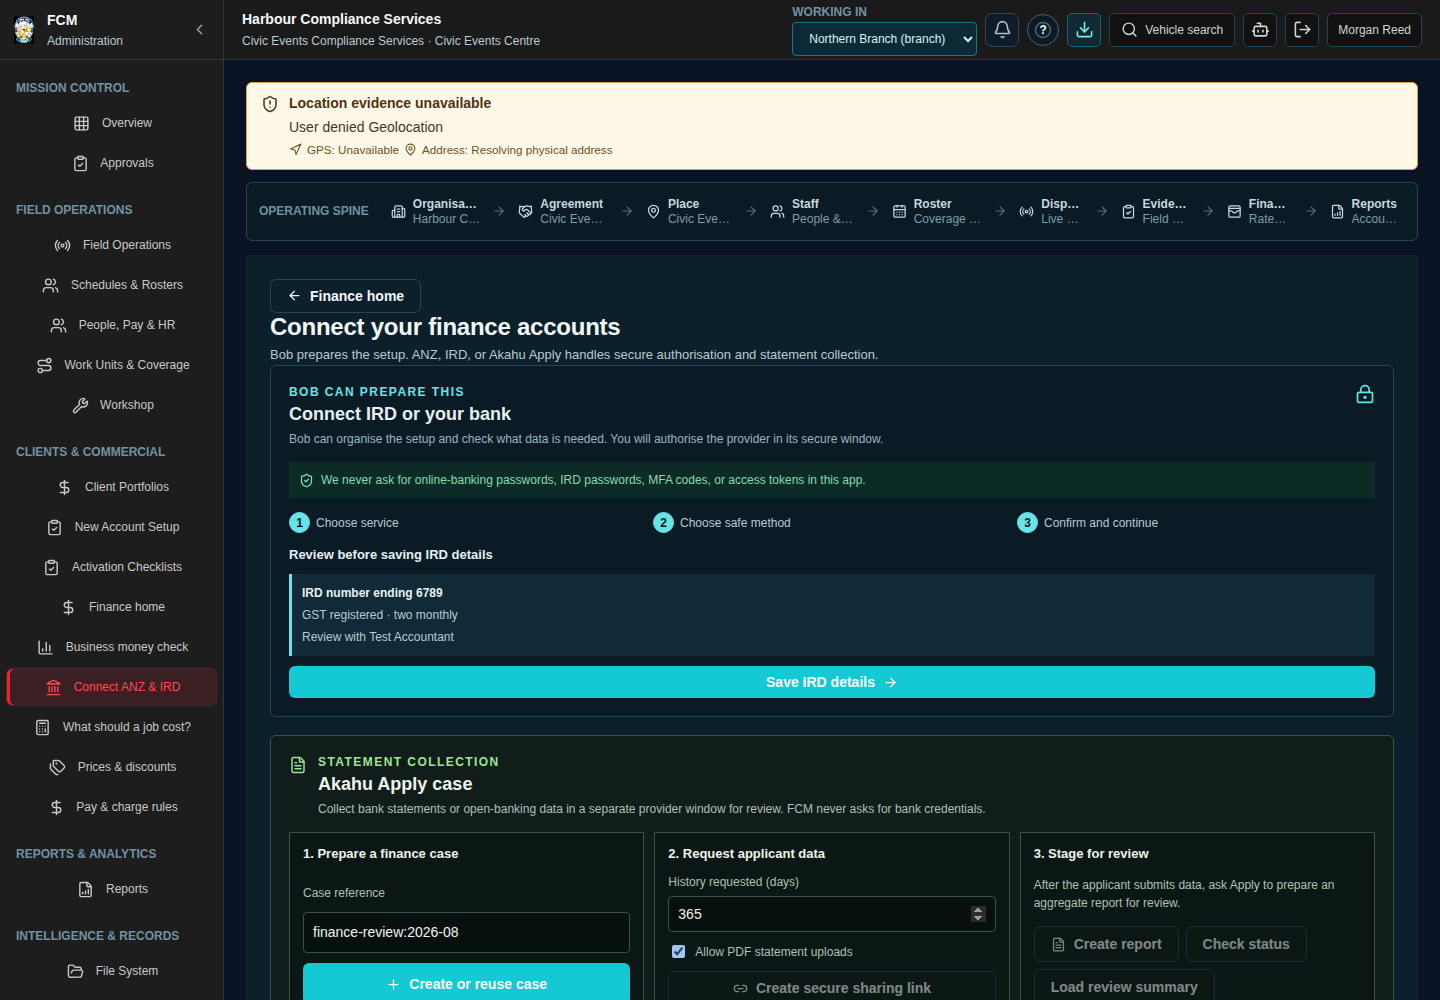 FCM
Administration
MISSION CONTROL
Overview
Approvals
FIELD OPERATIONS
Field Operations
Schedules & Rosters
People, Pay & HR
Work Units & Coverage
Workshop
CLIENTS & COMMERCIAL
Client Portfolios
New Account Setup
Activation Checklists
Finance home
Business money check
Connect ANZ & IRD
What should a job cost?
Prices & discounts
Pay & charge rules
REPORTS & ANALYTICS
Reports
INTELLIGENCE & RECORDS
File System
Harbour Compliance Services
Civic Events Compliance Services · Civic Events Centre
WORKING IN
Northern Branch (branch)
?
Vehicle search
Morgan Reed
Location evidence unavailable
User denied Geolocation
GPS: Unavailable Address: Resolving physical address
OPERATING SPINE
Organisa…
Harbour C…
Agreement
Civic Eve…
Place
Civic Eve…
Staff
People &…
Roster
Coverage …
Disp…
Live …
Evide…
Field …
Fina…
Rate…
Reports
Accou…
Finance home
Connect your finance accounts
Bob prepares the setup. ANZ, IRD, or Akahu Apply handles secure authorisation and statement collection.
BOB CAN PREPARE THIS
Connect IRD or your bank
Bob can organise the setup and check what data is needed. You will authorise the provider in its secure window.
We never ask for online-banking passwords, IRD passwords, MFA codes, or access tokens in this app.
1 Choose service
2 Choose safe method
3 Confirm and continue
Review before saving IRD details
IRD number ending 6789
GST registered · two monthly
Review with Test Accountant
Save IRD details
STATEMENT COLLECTION
Akahu Apply case
Collect bank statements or open-banking data in a separate provider window for review. FCM never asks for bank credentials.
1. Prepare a finance case
Case reference
finance-review:2026-08
Create or reuse case
2. Request applicant data
History requested (days)
365
Allow PDF statement uploads
Create secure sharing link
3. Stage for review
After the applicant submits data, ask Apply to prepare an
aggregate report for review.
Create report
Check status
Load review summary